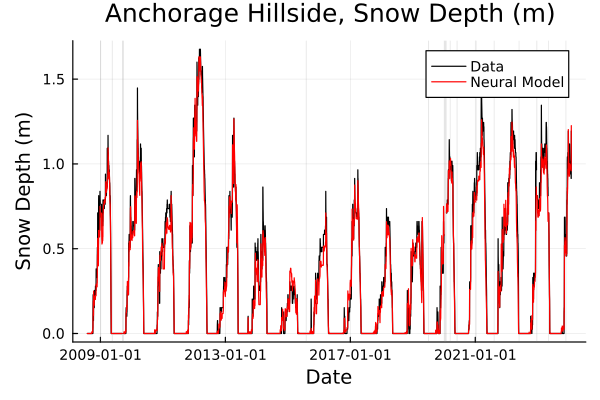 Anchorage Hillside, Snow Depth (m)
Data
Neural Model
Snow Depth (m)
1.5
1.0
0.5
0.0
2009-01-01
2013-01-01
2017-01-01
2021-01-01
Date